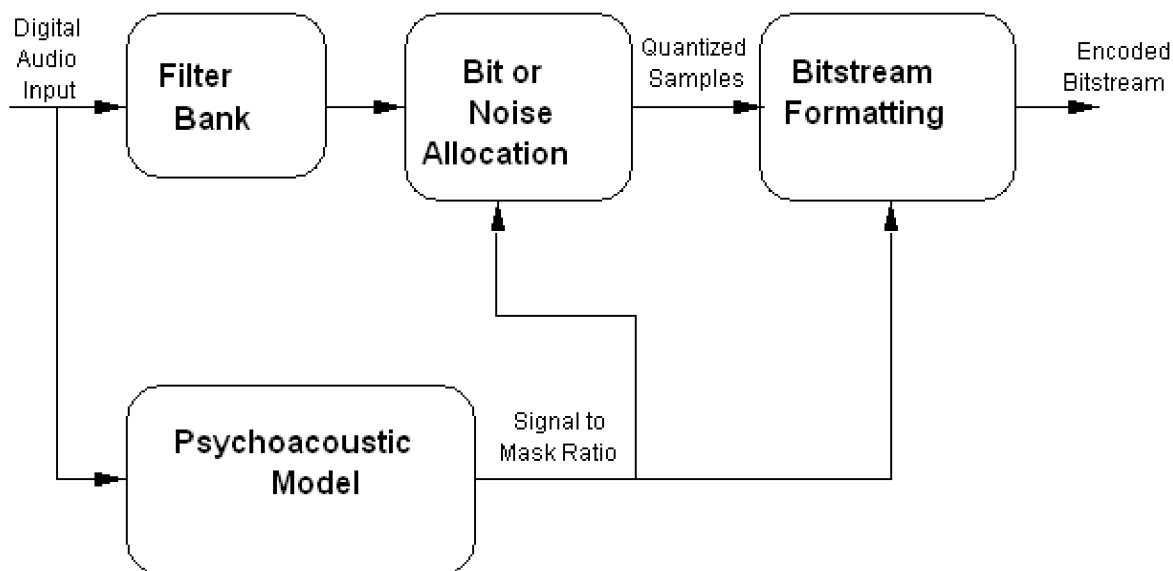 Digital
Audio
Input
Filter
Bank
Bit or
Noise
Allocation
Quantized
Samples
Bitstream
Formatting
Encoded
Bitstream
Psychoacoustic
Model
Signal to
Mask Ratio